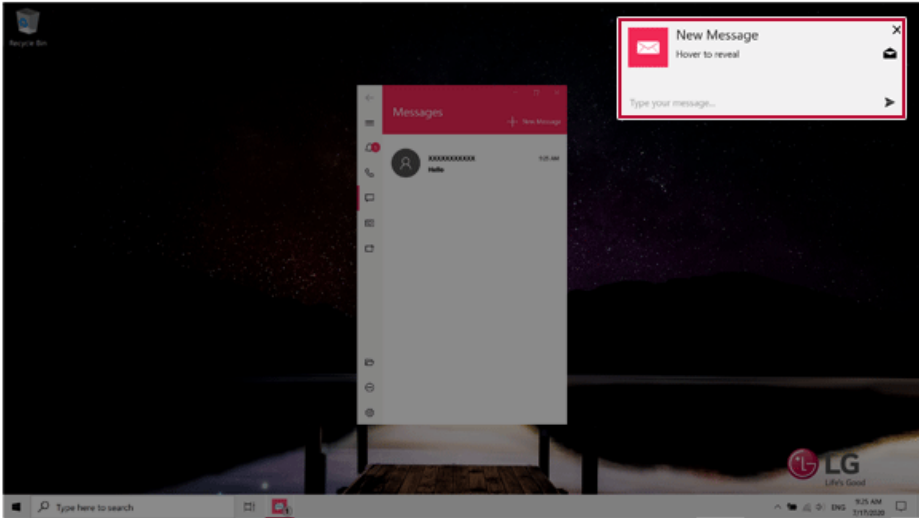 Recycle Bin
New Message
Hover to reveal
Type your message...
Messages
New Message
XXXXXXXXXXX
9:25 AM
Hello
LG
Life's Good
Type here to search
ENG
9:25 AM
7/17/2020